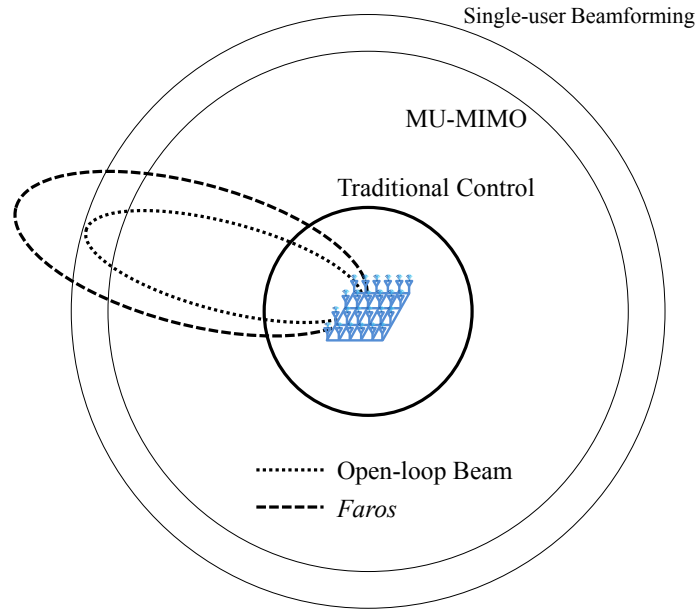 Single-user Beamforming
MU-MIMO
Traditional Control
Open-loop Beam
Faros